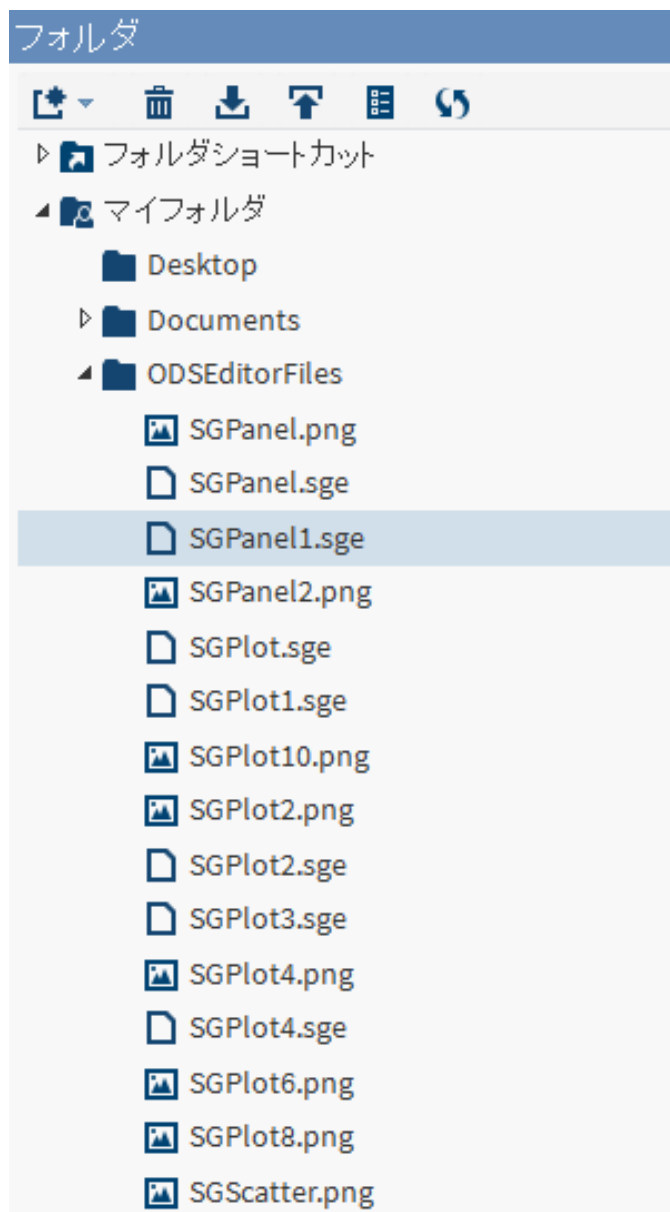 フォルダ
フォルダショートカット
マイフォルダ
Desktop
Documents
ODSEditorFiles
SGPanel.png
SGPanel.sge
SGPanel1.sge
SGPanel2.png
SGPlot.sge
SGPlot1.sge
SGPlot10.png
SGPlot2.png
SGPlot2.sge
SGPlot3.sge
SGPlot4.png
SGPlot4.sge
SGPlot6.png
SGPlot8.png
SGScatter.png